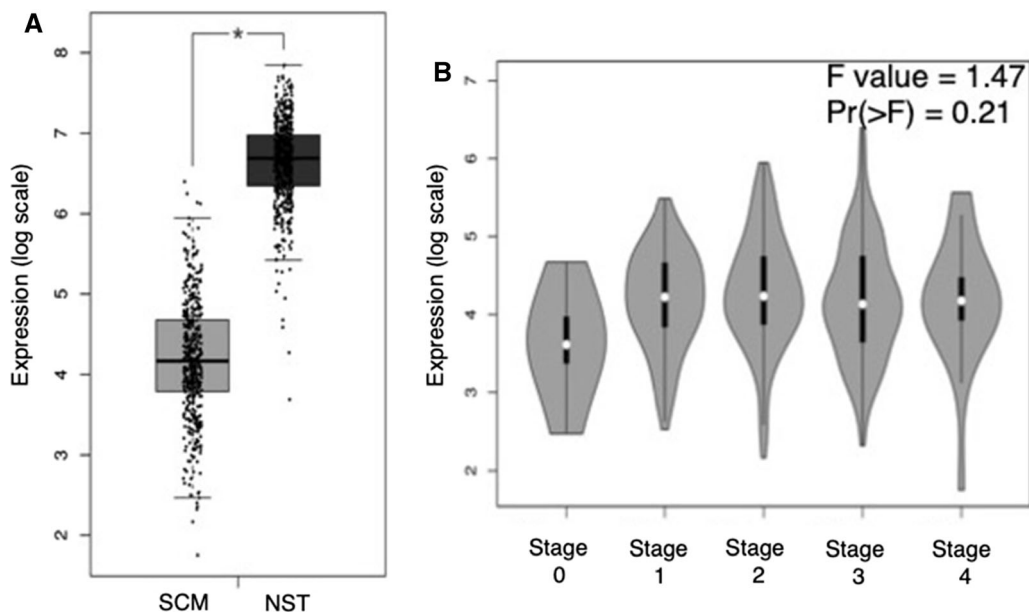 A
*
Expression (log scale)
8
7
6
5
4
3
2
SCM NST
B
F value = 1.47
Pr(>F) = 0.21
Expression (log scale)
7
6
5
4
3
2
Stage Stage Stage Stage Stage
0 1 2 3 4